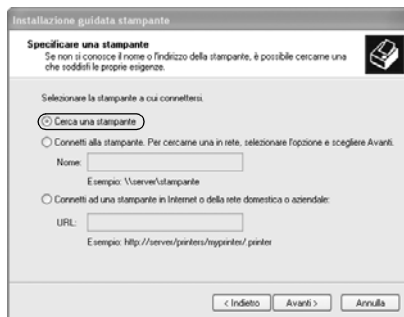 Installazione guidata stampante
Specificare una stampante
Se non si conosce il nome o l'indirizzo della stampante, è possibile cercarne una
che soddisfi le proprie esigenze.
Selezionare la stampante a cui connettersi.
Cerca una stampante
Connetti alla stampante. Per cercarne una in rete, selezionare l'opzione e scegliere Avanti.
Nome:
Esempio: \\server\stampante
Connetti ad una stampante in Internet o della rete domestica o aziendale:
URL:
Esempio: http://server/printers/myprinter/.printer
< Indietro
Avanti >
Annulla